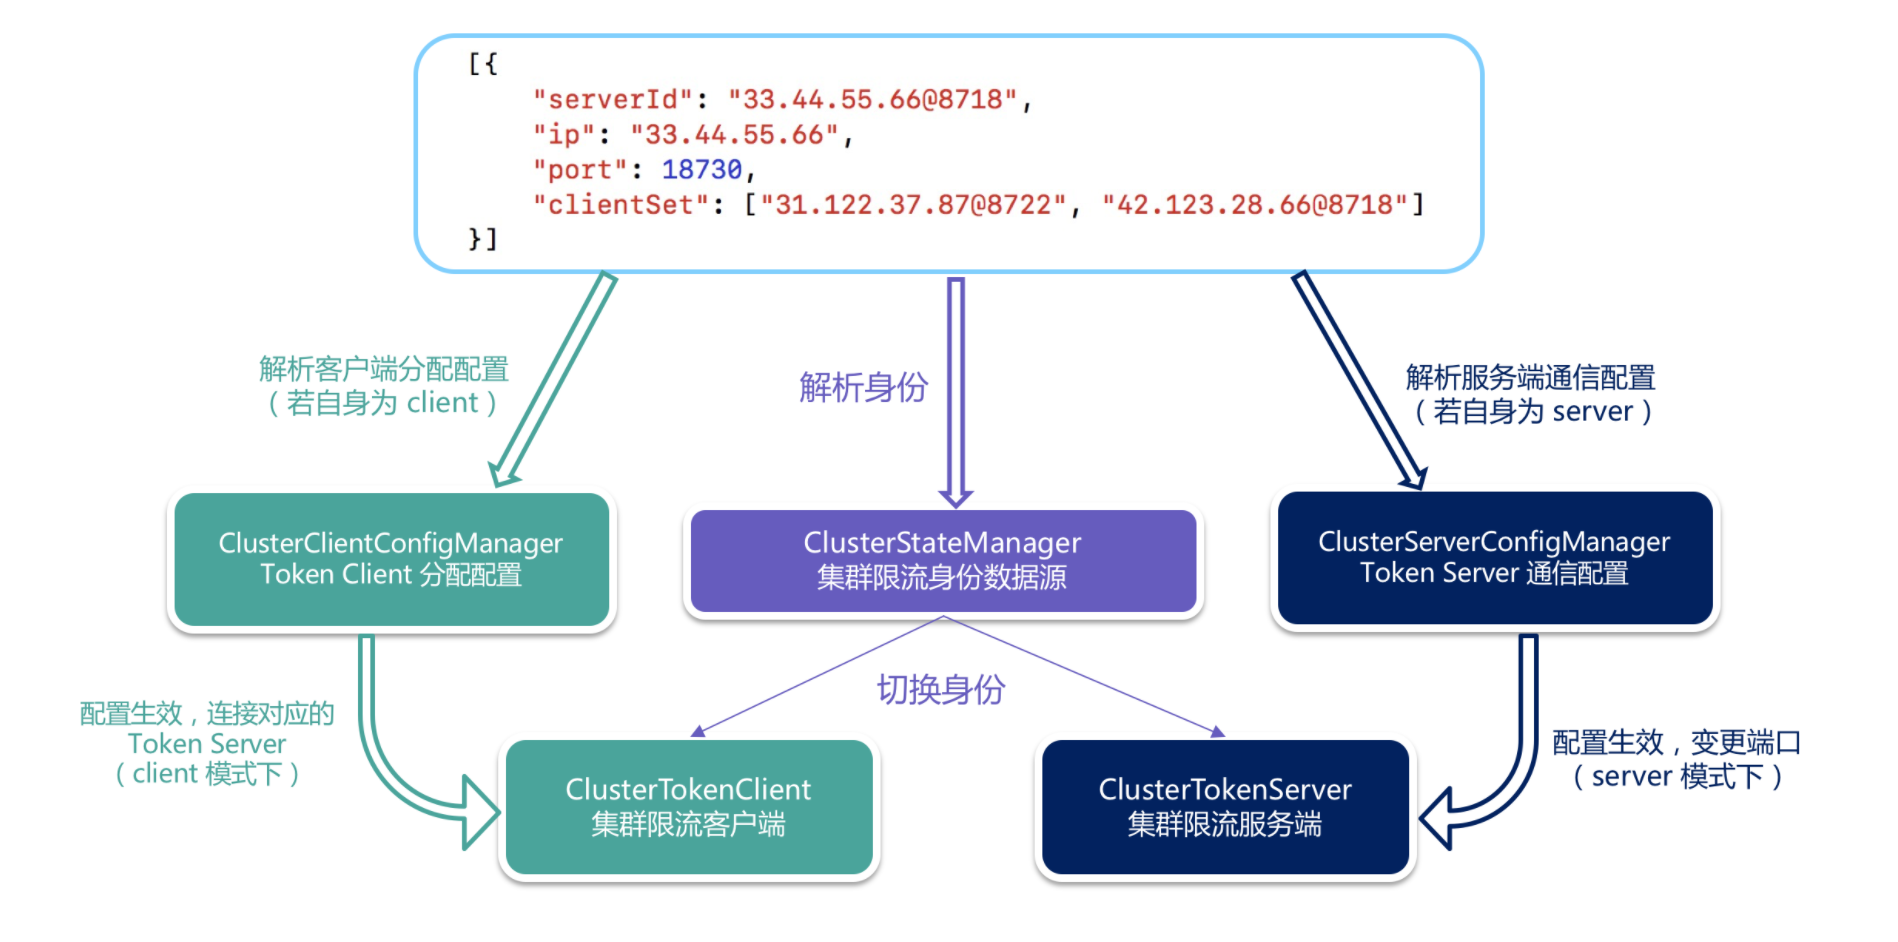 [{
"serverId": "33.44.55.66@8718",
"ip": "33.44.55.66",
"port": 18730,
"clientSet": ["31.122.37.87@8722", "42.123.28.66@8718"]
}]
解析客户端分配配置
（若自身为 client）
解析身份
解析服务端通信配置
（若自身为 server）
ClusterClientConfigManager
Token Client 分配配置
ClusterStateManager
集群限流身份数据源
ClusterServerConfigManager
Token Server 通信配置
配置生效，连接对应的
Token Server
（client 模式下）
切换身份
配置生效，变更端口
（server 模式下）
ClusterTokenClient
集群限流客户端
ClusterTokenServer
集群限流服务端